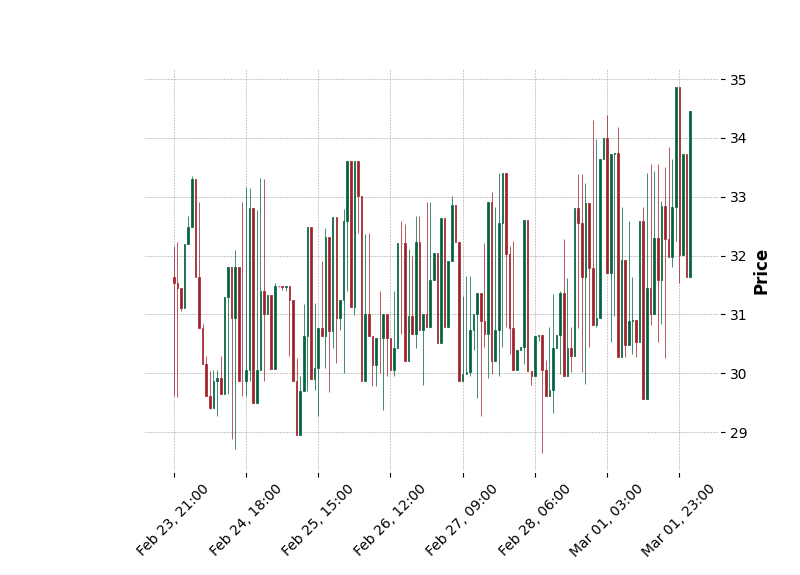 35
34
33
32
31
30
29
Price
Feb 23, 21:00
Feb 24, 18:00
Feb 25, 15:00
Feb 26, 12:00
Feb 27, 09:00
Feb 28, 06:00
Mar 01, 03:00
Mar 01, 23:00